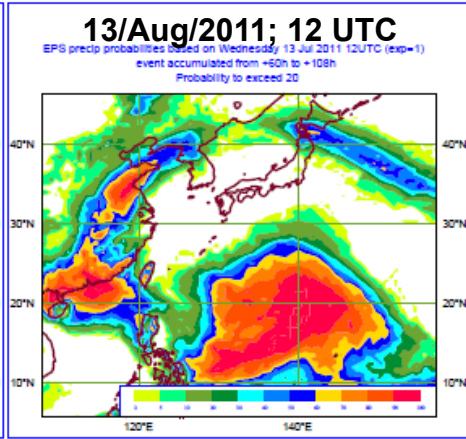 13/Aug/2011; 12 UTC
EPS precip probabilities based on Wednesday 13 Jul 2011 12UTC (exp=1)
event accumulated from +60h to +108h
Probability to exceed 20
40°N 40°N
30°N 30°N
20°N 20°N
10°N 10°N
120°E 140°E